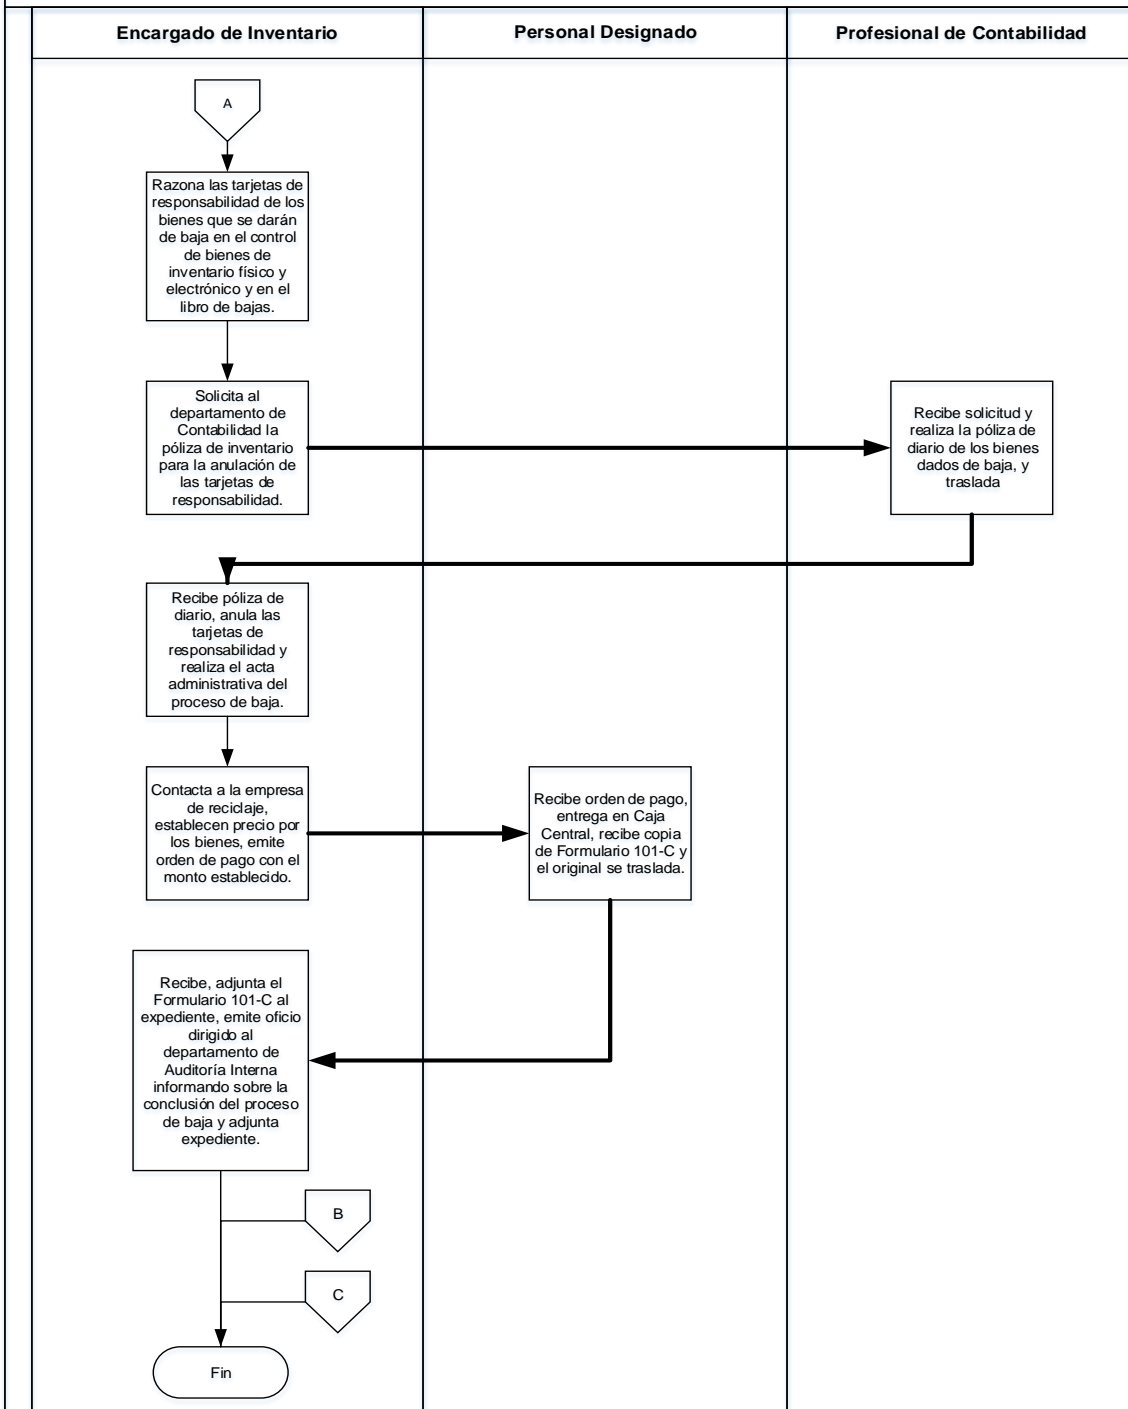 Encargado de Inventario
Personal Designado
Profesional de Contabilidad
A
Razona las tarjetas de
responsabilidad de los
bienes que se darán
de baja en el control
de bienes de
inventario físico y
electrónico y en el
libro de bajas.
Solicita al
departamento de
Contabilidad la
póliza de inventario
para la anulación de
las tarjetas de
responsabilidad.
Recibe solicitud y
realiza la póliza de
diario de los bienes
dados de baja, y
traslada
Recibe póliza de
diario, anula las
tarjetas de
responsabilidad y
realiza el acta
administrativa del
proceso de baja.
Contacta a la empresa
de reciclaje,
establecen precio por
los bienes, emite
orden de pago con el
monto establecido.
Recibe orden de pago,
entrega en Caja
Central, recibe copia
de Formulario 101-C y
el original se traslada.
Recibe, adjunta el
Formulario 101-C al
expediente, emite oficio
dirigido al
departamento de
Auditoría Interna
informando sobre la
conclusión del proceso
de baja y adjunta
expediente.
B
C
Fin